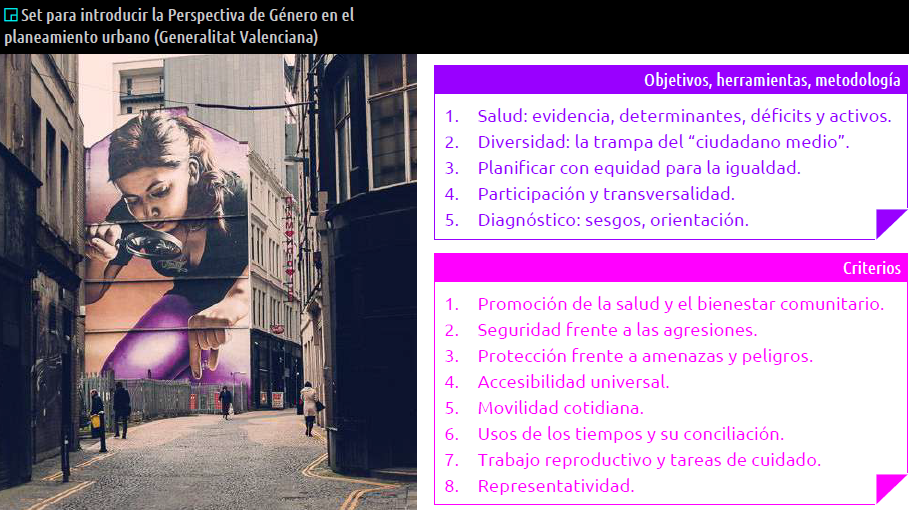 Set para introducir la Perspectiva de Género en el
planeamiento urbano (Generalitat Valenciana)
Objetivos, herramientas, metodología
1. Salud: evidencia, determinantes, déficits y activos.
2. Diversidad: la trampa del “ciudadano medio”.
3. Planificar con equidad para la igualdad.
4. Participación y transversalidad.
5. Diagnóstico: sesgos, orientación.
Criterios
1. Promoción de la salud y el bienestar comunitario.
2. Seguridad frente a las agresiones.
3. Protección frente a amenazas y peligros.
4. Accesibilidad universal.
5. Movilidad cotidiana.
6. Usos de los tiempos y su conciliación.
7. Trabajo reproductivo y tareas de cuidado.
8. Representatividad.